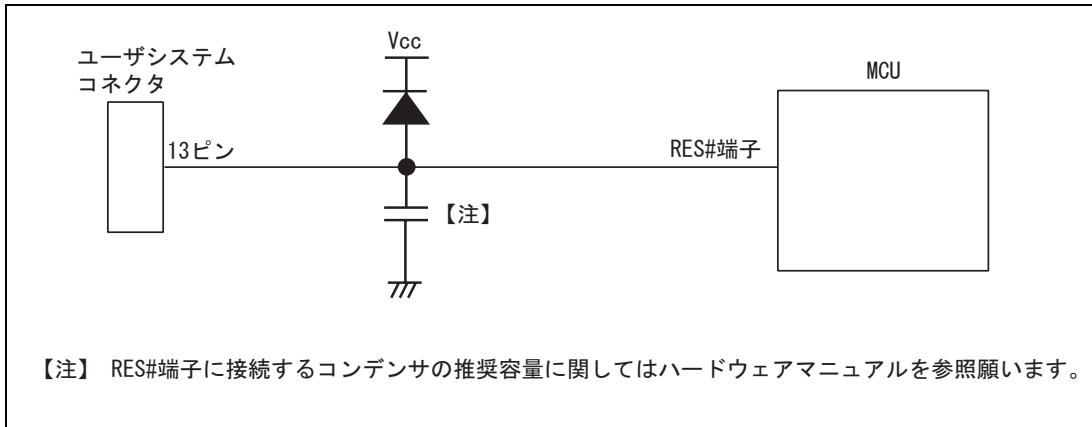 ユーザシステム
コネクタ
Vcc
MCU
13ピン
RES#端子
【注】
【注】 RES#端子に接続するコンデンサの推奨容量に関してはハードウェアマニュアルを参照願います。